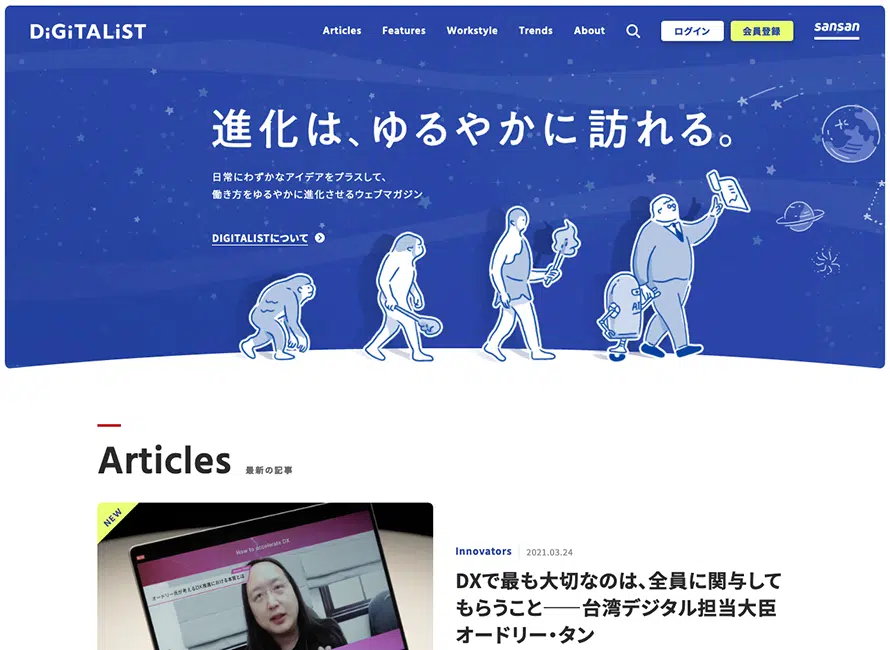 DiGiTALiST
Articles Features Workstyle Trends About ログイン 会員登録 sansan
進化は、ゆるやかに訪れる。
日常にわずかなアイデアをプラスして、
働き方をゆるやかに進化させるウェブマガジン
DIGITALISTについて
AI
Articles 最新の記事
NEW
How to accelerate DX
オードリー氏が考えるDX推進における本質とは
Innovators 2021.03.24
DXで最も大切なのは、全員に関与して
もらうこと──台湾デジタル担当大臣
オードリー・タン